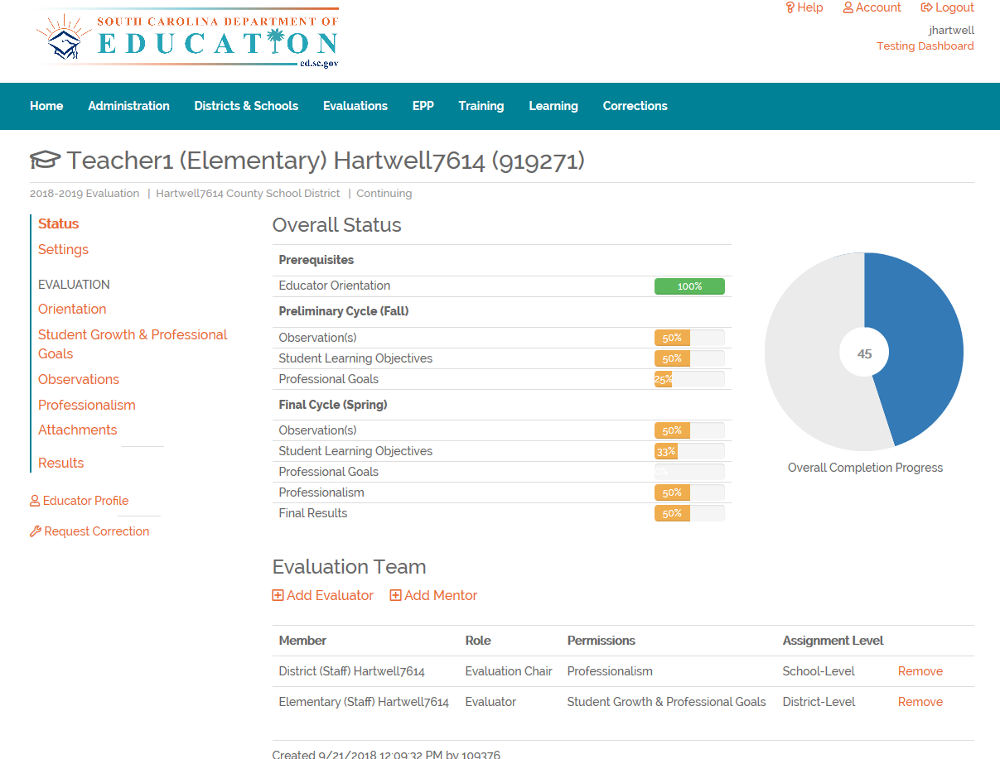 SOUTH CAROLINA DEPARTMENT OF
EDUCATION
ed.sc.gov
Help Account Logout
jhartwell
Testing Dashboard
Home Administration Districts & Schools Evaluations EPP Training Learning Corrections
Teacher1 (Elementary) Hartwell7614 (919271)
2018-2019 Evaluation | Hartwell7614 County School District | Continuing
Status
Settings
EVALUATION
Orientation
Student Growth & Professional
Goals
Observations
Professionalism
Attachments
Results
Educator Profile
Request Correction
Overall Status
Prerequisites
Educator Orientation 100%
Preliminary Cycle (Fall)
Observation(s) 50%
Student Learning Objectives 50%
Professional Goals 25%
Final Cycle (Spring)
Observation(s) 50%
Student Learning Objectives 33%
Professional Goals 0%
Professionalism 50%
Final Results 50%
45
Overall Completion Progress
Evaluation Team
Add Evaluator Add Mentor
Member Role Permissions Assignment Level
District (Staff) Hartwell7614 Evaluation Chair Professionalism School-Level Remove
Elementary (Staff) Hartwell7614 Evaluator Student Growth & Professional Goals District-Level Remove
Created 9/21/2018 12:09:32 PM by 109376